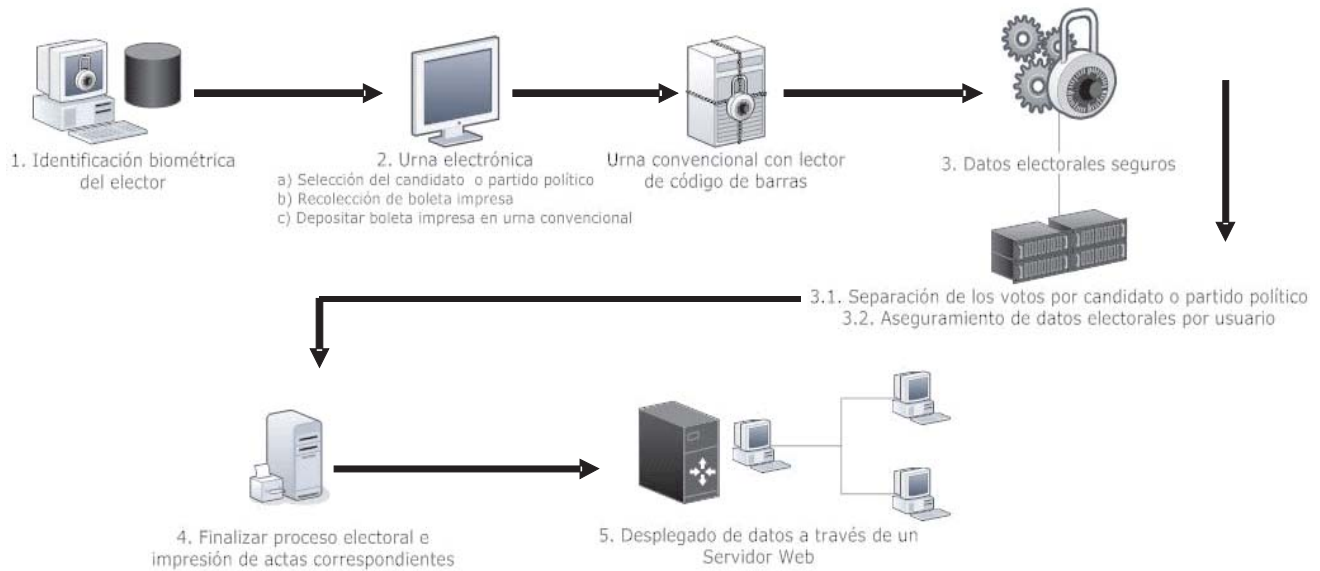 1. Identificación biométrica
del elector
2. Urna electrónica
a) Selección del candidato o partido político
b) Recolección de boleta impresa
c) Depositar boleta impresa en urna convencional
Urna convencional con lector
de código de barras
3. Datos electorales seguros
3.1. Separación de los votos por candidato o partido político
3.2. Aseguramiento de datos electorales por usuario
4. Finalizar proceso electoral e
impresión de actas correspondientes
5. Desplegado de datos a través de un
Servidor Web